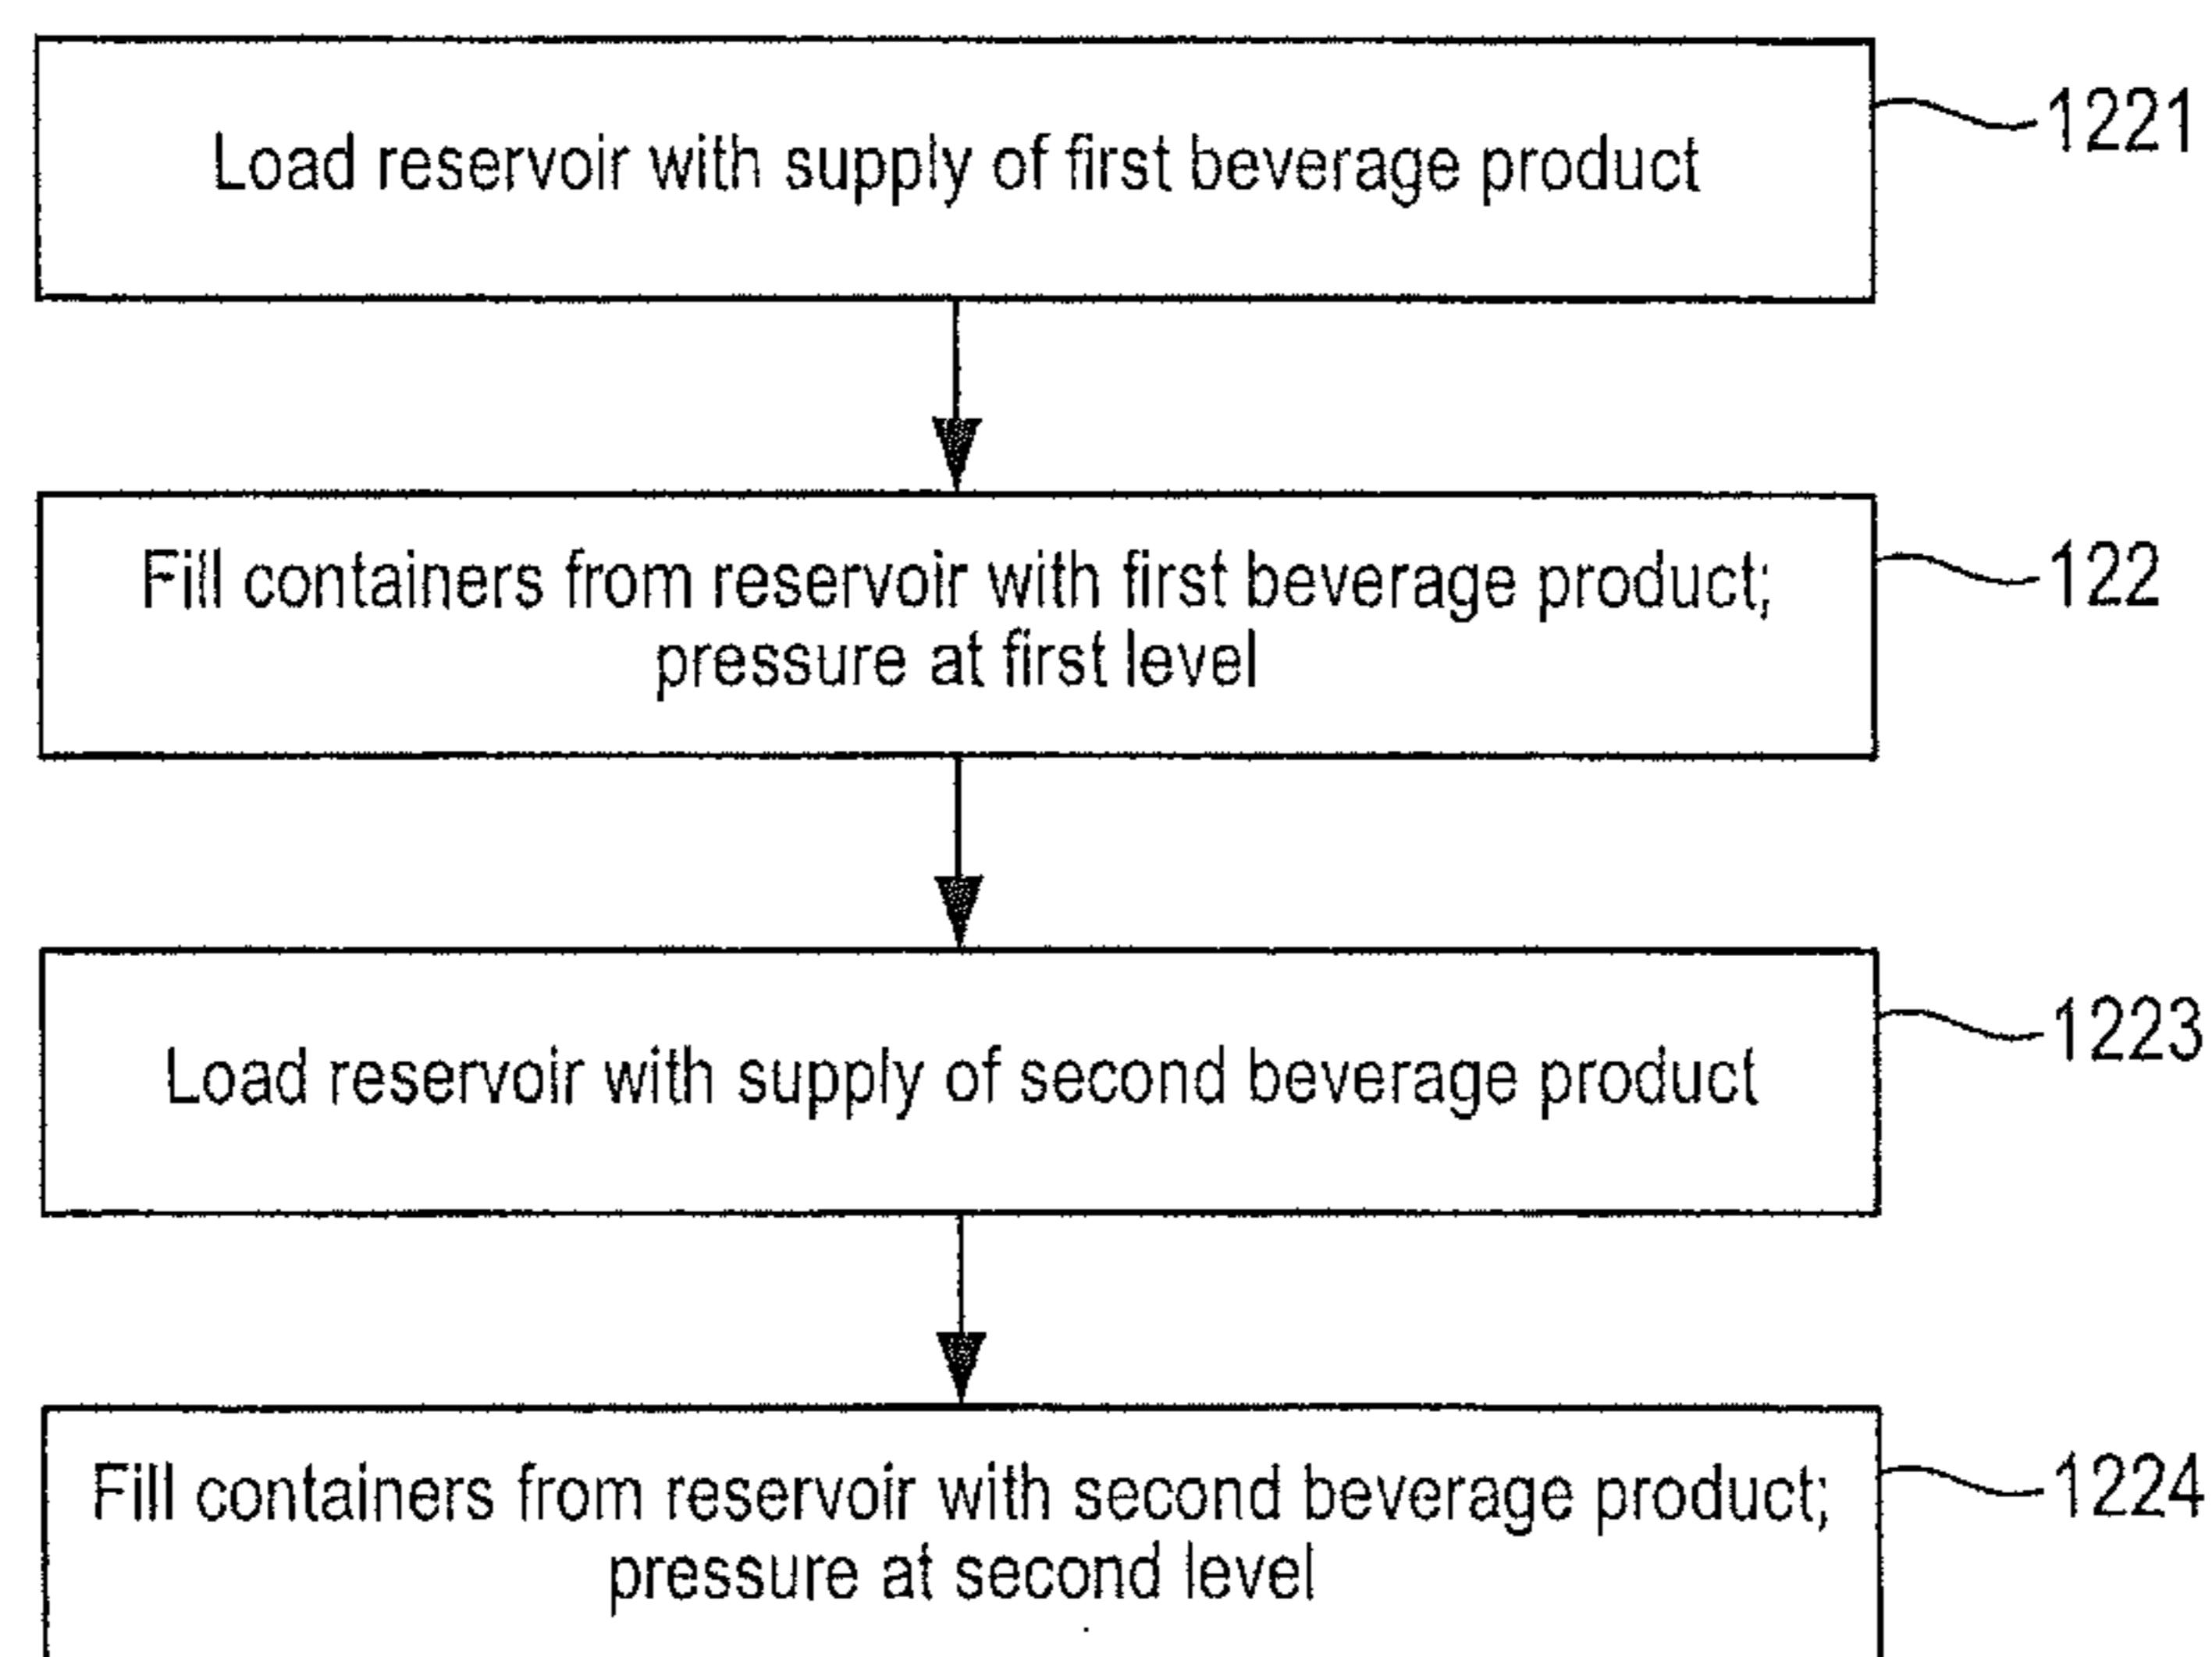 Load reservoir with supply of first beverage product
1221
Fill containers from reservoir with first beverage product;
pressure at first level
122
Load reservoir with supply of second beverage product
1223
Fill containers from reservoir with second beverage product;
pressure at second level
1224